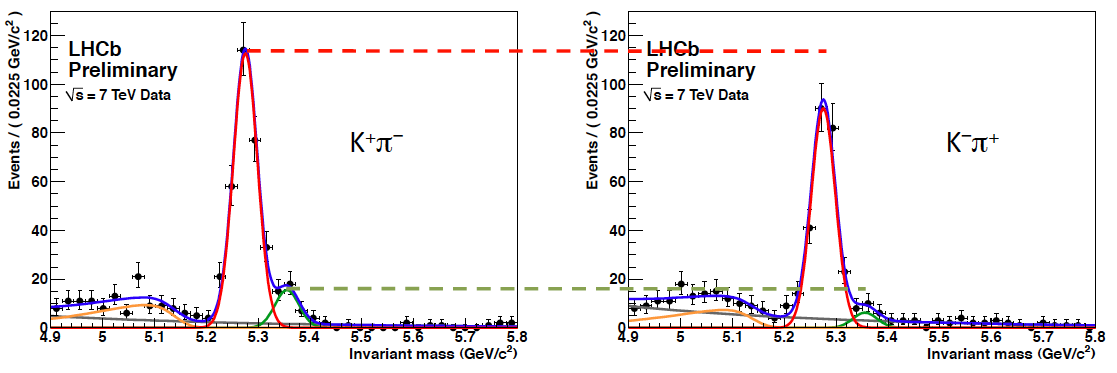 Events / ( 0.0225 GeV/c² )
120
100
80
60
40
20
0
LHCb
Preliminary
√s = 7 TeV Data
K⁺π⁻
4.9 5 5.1 5.2 5.3 5.4 5.5 5.6 5.7 5.8
Invariant mass (GeV/c²)
Events / ( 0.0225 GeV/c² )
120
100
80
60
40
20
0
LHCb
Preliminary
√s = 7 TeV Data
K⁻π⁺
4.9 5 5.1 5.2 5.3 5.4 5.5 5.6 5.7 5.8
Invariant mass (GeV/c²)